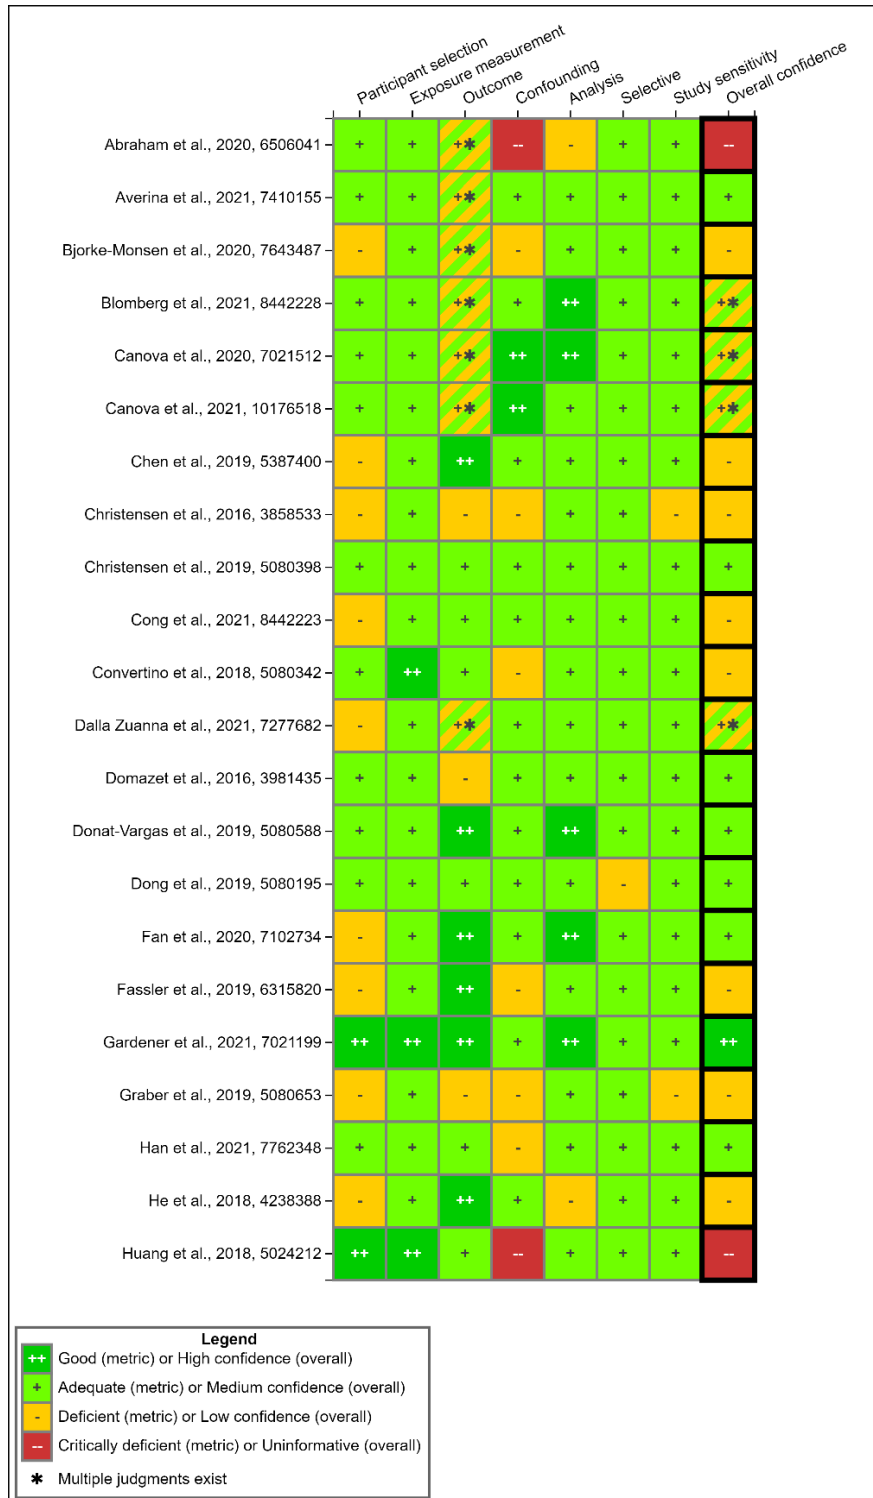 Participant selection
Exposure measurement
Outcome
Confounding
Analysis
Selective
Study sensitivity
Overall confidence
Abraham et al., 2020, 6506041 + + +✱ -- - + + --
Averina et al., 2021, 7410155 + + +✱ + + + + +
Bjorke-Monsen et al., 2020, 7643487 - + +✱ - + + + -
Blomberg et al., 2021, 8442228 + + +✱ + ++ + + +✱
Canova et al., 2020, 7021512 + + +✱ ++ ++ + + +✱
Canova et al., 2021, 10176518 + + +✱ ++ + + + +✱
Chen et al., 2019, 5387400 - + ++ + + + + -
Christensen et al., 2016, 3858533 - + - - + + - -
Christensen et al., 2019, 5080398 + + + + + + + +
Cong et al., 2021, 8442223 - + + + + + + -
Convertino et al., 2018, 5080342 + ++ + - + + + -
Dalla Zuanna et al., 2021, 7277682 - + +✱ + + + + +✱
Domazet et al., 2016, 3981435 + + - + + + + +
Donat-Vargas et al., 2019, 5080588 + + ++ + ++ + + +
Dong et al., 2019, 5080195 + + + + + - + +
Fan et al., 2020, 7102734 - + ++ + ++ + + +
Fassler et al., 2019, 6315820 - + ++ - + + + -
Gardener et al., 2021, 7021199 ++ ++ ++ + ++ + + ++
Graber et al., 2019, 5080653 - + - - + + - -
Han et al., 2021, 7762348 + + + - + + + +
He et al., 2018, 4238388 - + ++ + - + + -
Huang et al., 2018, 5024212 ++ ++ + -- + + + --
Legend
++ Good (metric) or High confidence (overall)
+ Adequate (metric) or Medium confidence (overall)
- Deficient (metric) or Low confidence (overall)
-- Critically deficient (metric) or Uninformative (overall)
✱ Multiple judgments exist